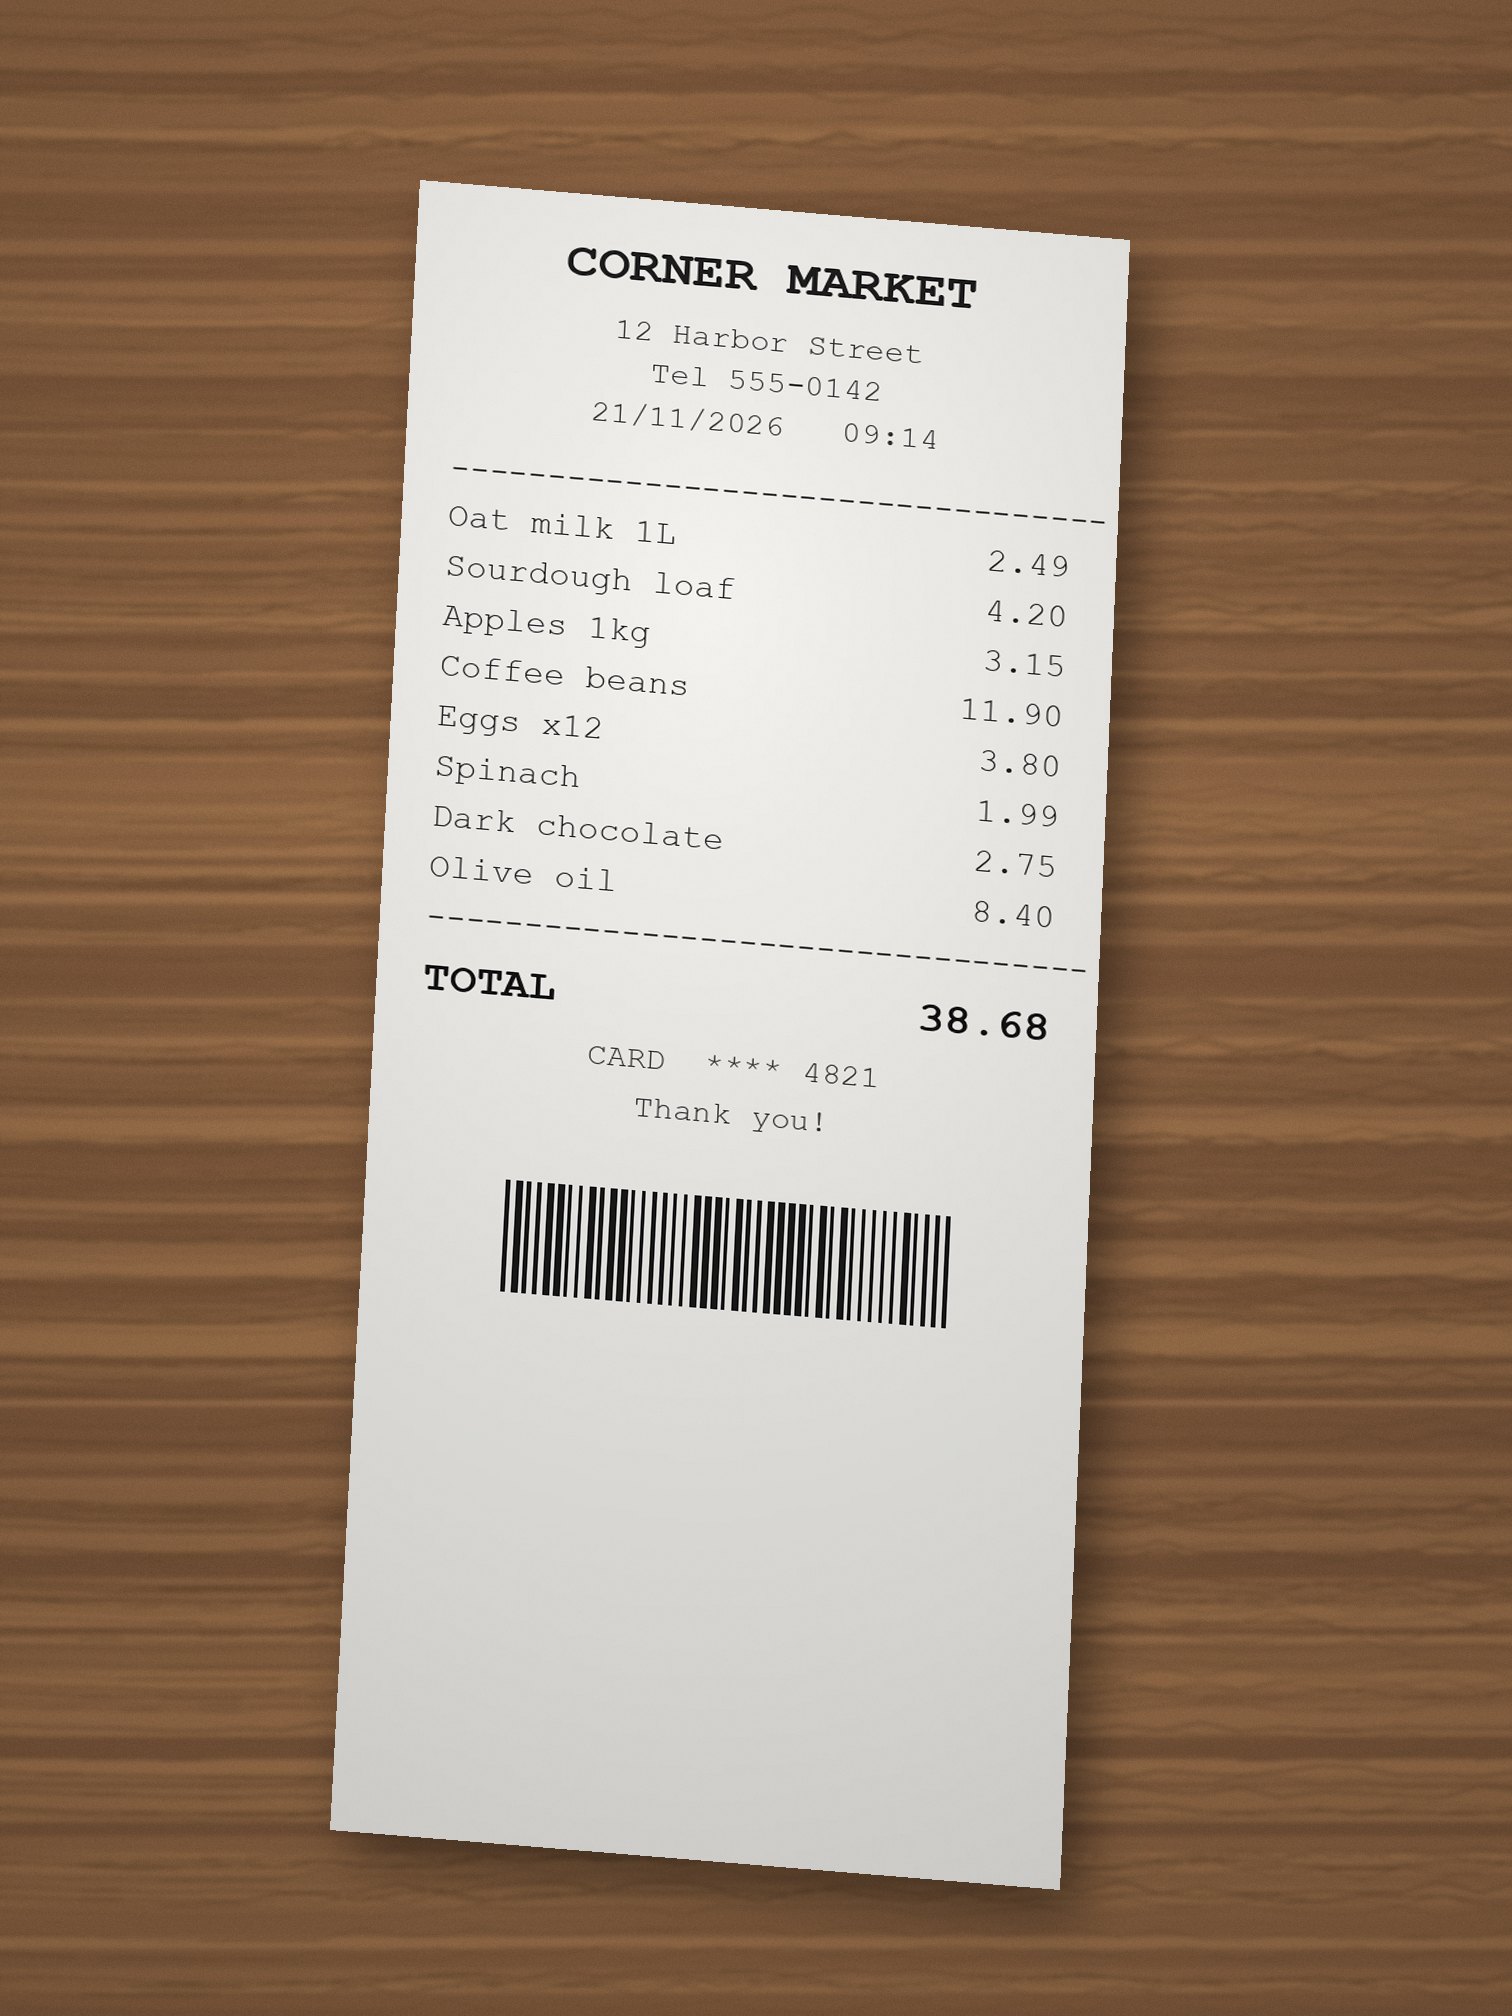 CORNER MARKET
12 Harbor Street
Tel 555-0142
21/11/2026 09:14
--------------------------------
Oat milk 1L 2.49
Sourdough loaf 4.20
Apples 1kg 3.15
Coffee beans 11.90
Eggs x12 3.80
Spinach 1.99
Dark chocolate 2.75
Olive oil 8.40
--------------------------------
TOTAL 38.68
CARD **** 4821
Thank you!